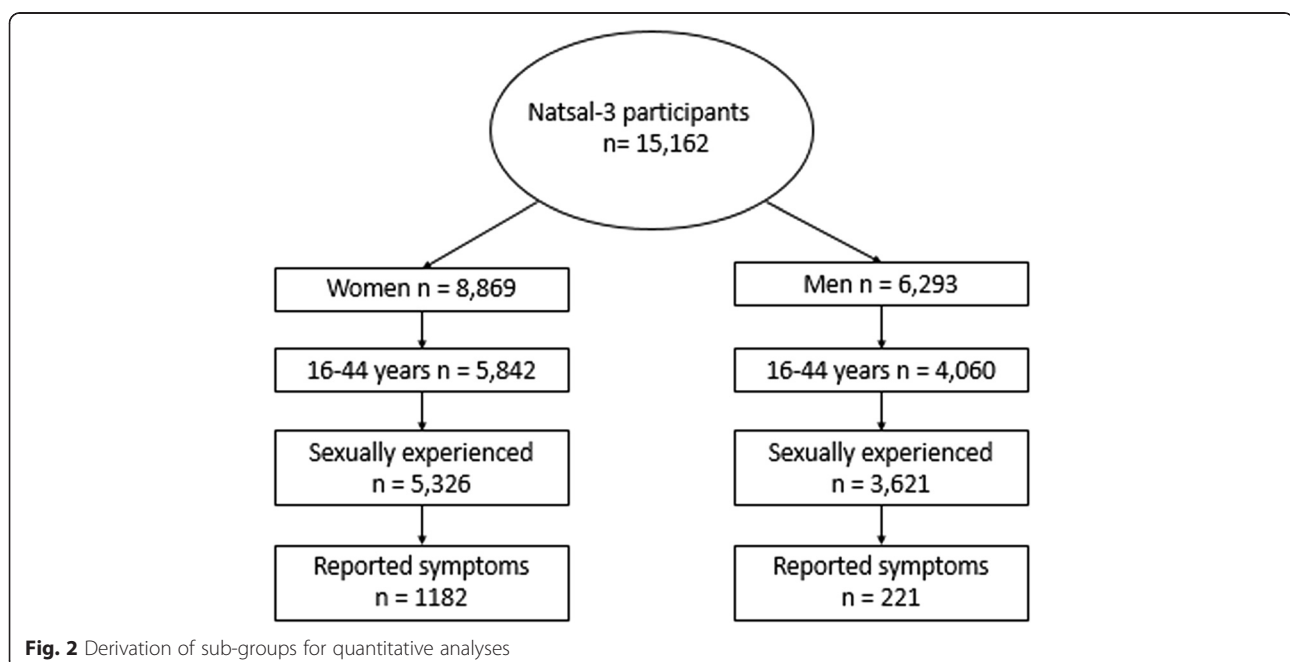 Natsal-3 participants
n= 15,162
Women n = 8,869
Men n = 6,293
16-44 years n = 5,842
16-44 years n = 4,060
Sexually experienced
n = 5,326
Sexually experienced
n = 3,621
Reported symptoms
n = 1182
Reported symptoms
n = 221
Fig. 2 Derivation of sub-groups for quantitative analyses